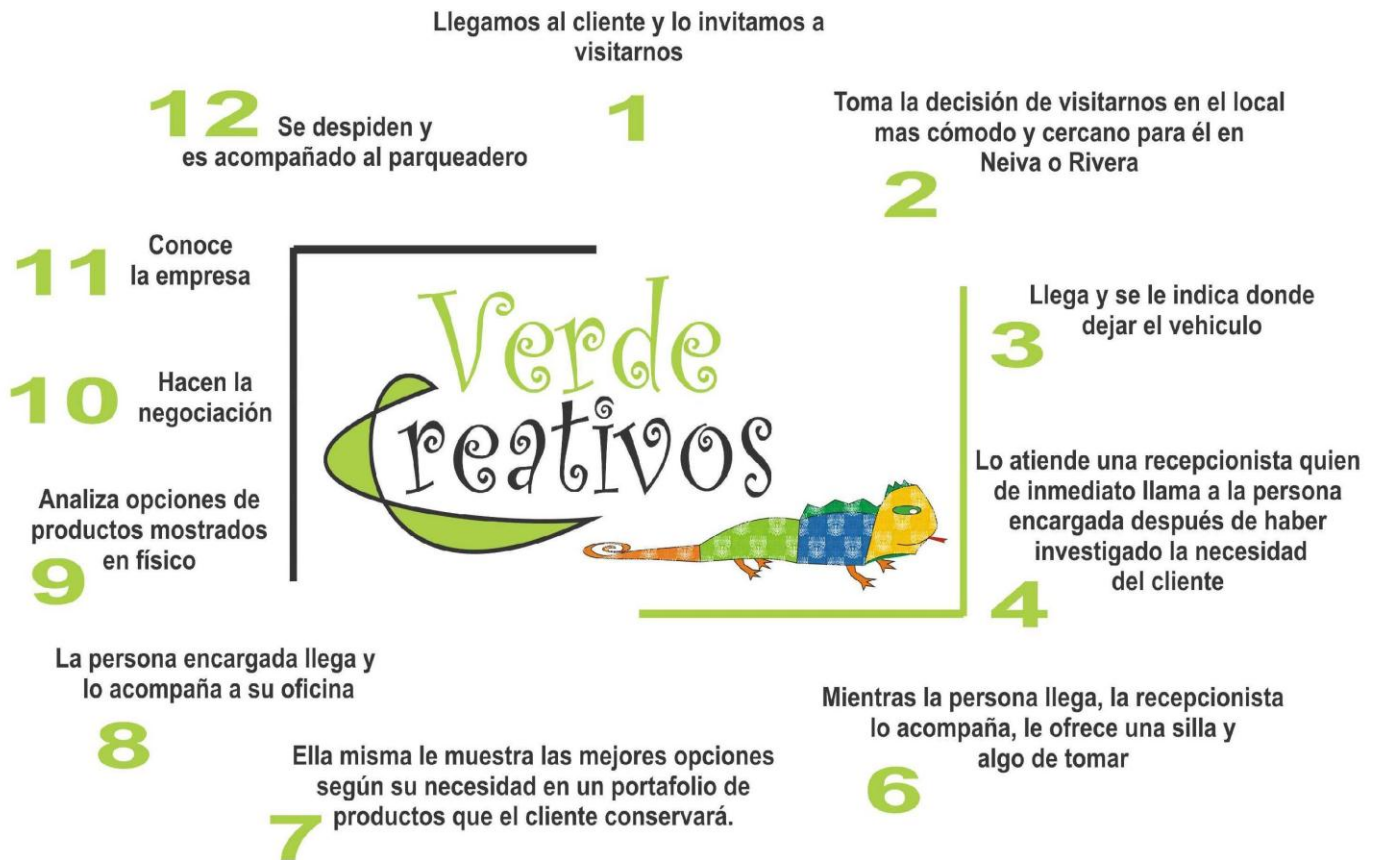 Llegamos al cliente y lo invitamos a
visitarnos
1
Toma la decisión de visitarnos en el local
mas cómodo y cercano para él en
Neiva o Rivera
2
Llega y se le indica donde
dejar el vehiculo
3
Lo atiende una recepcionista quien
de inmediato llama a la persona
encargada después de haber
investigado la necesidad
del cliente
4
Mientras la persona llega, la recepcionista
lo acompaña, le ofrece una silla y
algo de tomar
6
Ella misma le muestra las mejores opciones
según su necesidad en un portafolio de
productos que el cliente conservará.
7
La persona encargada llega y
lo acompaña a su oficina
8
Analiza opciones de
productos mostrados
en físico
9
Hacen la
negociación
10
Conoce
la empresa
11
12
Se despiden y
es acompañado al parqueadero
Verde
Creativos